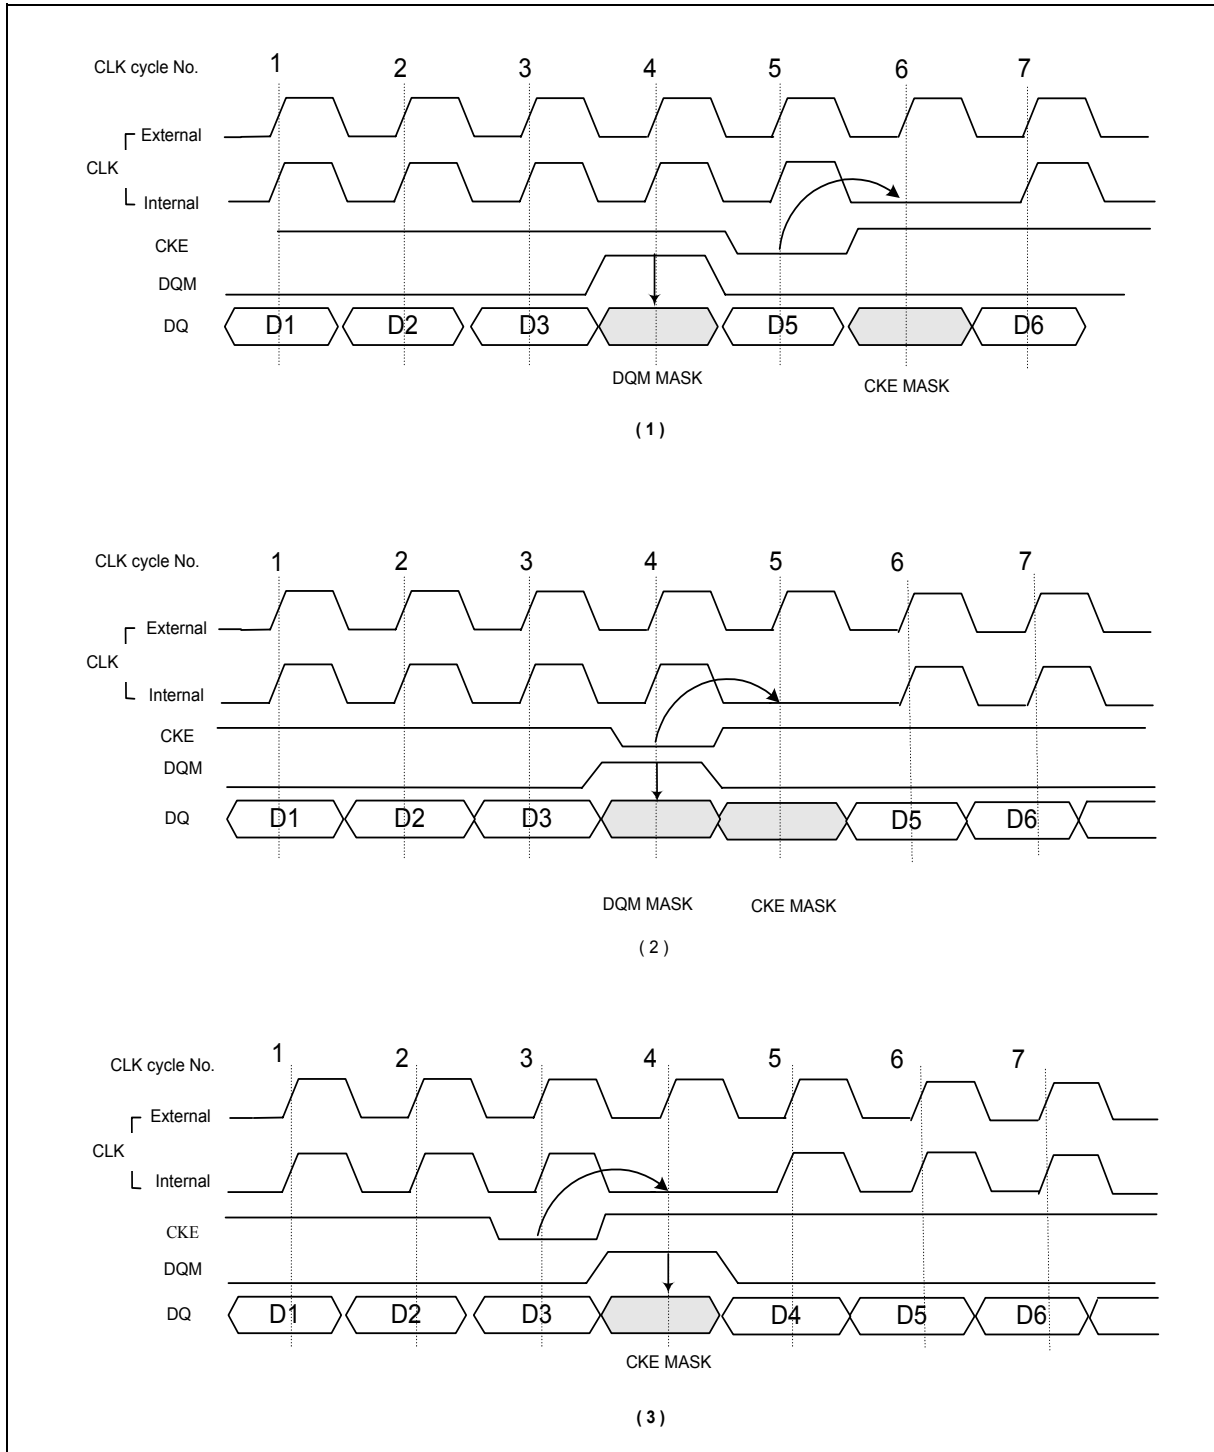 CLK cycle No. 1 2 3 4 5 6 7
External
CLK
Internal
CKE
DQM
DQ D1 D2 D3 D5 D6
DQM MASK CKE MASK
( 1 )
CLK cycle No. 1 2 3 4 5 6 7
External
CLK
Internal
CKE
DQM
DQ D1 D2 D3 D5 D6
DQM MASK CKE MASK
( 2 )
CLK cycle No. 1 2 3 4 5 6 7
External
CLK
Internal
CKE
DQM
DQ D1 D2 D3 D4 D5 D6
CKE MASK
( 3 )